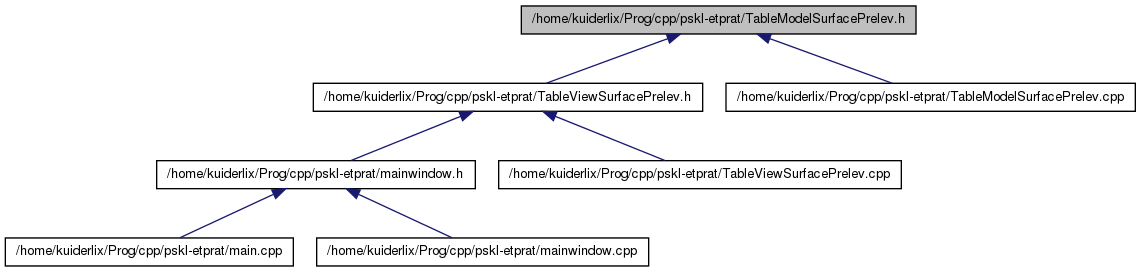 /home/kuiderlix/Prog/cpp/pskl-etprat/TableModelSurfacePrelev.h
/home/kuiderlix/Prog/cpp/pskl-etprat/TableViewSurfacePrelev.h
/home/kuiderlix/Prog/cpp/pskl-etprat/TableModelSurfacePrelev.cpp
/home/kuiderlix/Prog/cpp/pskl-etprat/mainwindow.h
/home/kuiderlix/Prog/cpp/pskl-etprat/TableViewSurfacePrelev.cpp
/home/kuiderlix/Prog/cpp/pskl-etprat/main.cpp
/home/kuiderlix/Prog/cpp/pskl-etprat/mainwindow.cpp